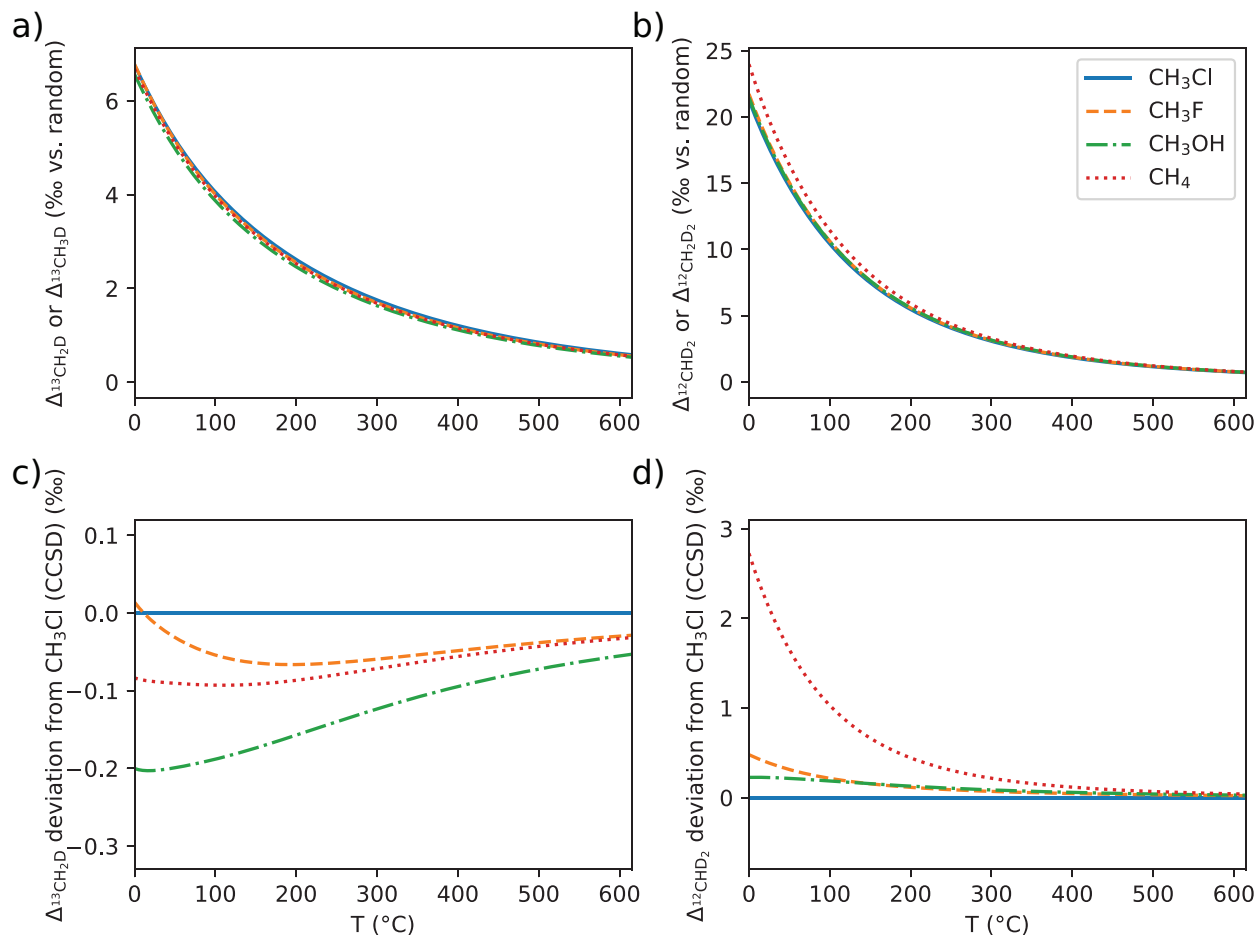 a)
Δ¹³CH₂D or Δ¹³CH₃D (‰ vs. random)
6
4
2
0
0 100 200 300 400 500 600
b)
Δ¹²CHD₂ or Δ¹²CH₂D₂ (‰ vs. random)
25
20
15
10
5
0
0 100 200 300 400 500 600
CH₃Cl
CH₃F
CH₃OH
CH₄
c)
Δ¹³CH₂D deviation from CH₃Cl (CCSD) (‰)
0.1
0.0
−0.1
−0.2
−0.3
0 100 200 300 400 500 600
T (°C)
d)
Δ¹²CHD₂ deviation from CH₃Cl (CCSD) (‰)
3
2
1
0
0 100 200 300 400 500 600
T (°C)